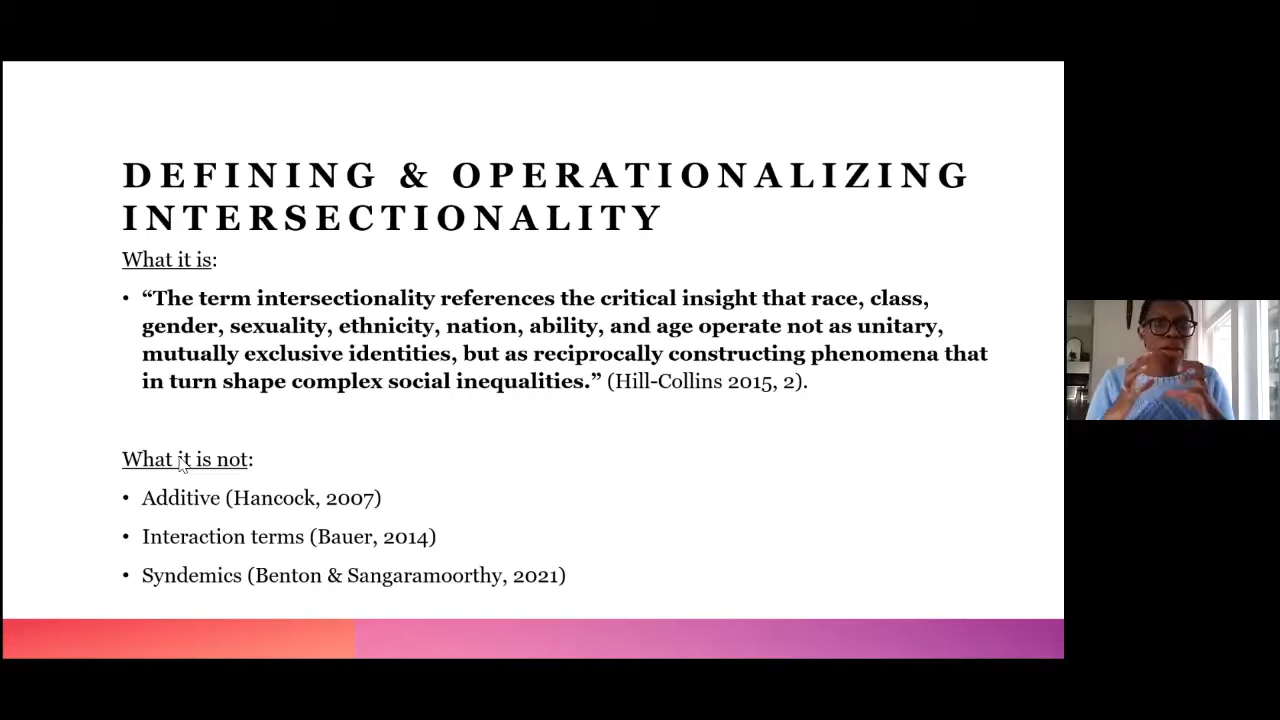 DEFINING & OPERATIONALIZING
INTERSECTIONALITY
What it is:
• “The term intersectionality references the critical insight that race, class,
gender, sexuality, ethnicity, nation, ability, and age operate not as unitary,
mutually exclusive identities, but as reciprocally constructing phenomena that
in turn shape complex social inequalities.” (Hill-Collins 2015, 2).
What it is not:
• Additive (Hancock, 2007)
• Interaction terms (Bauer, 2014)
• Syndemics (Benton & Sangaramoorthy, 2021)